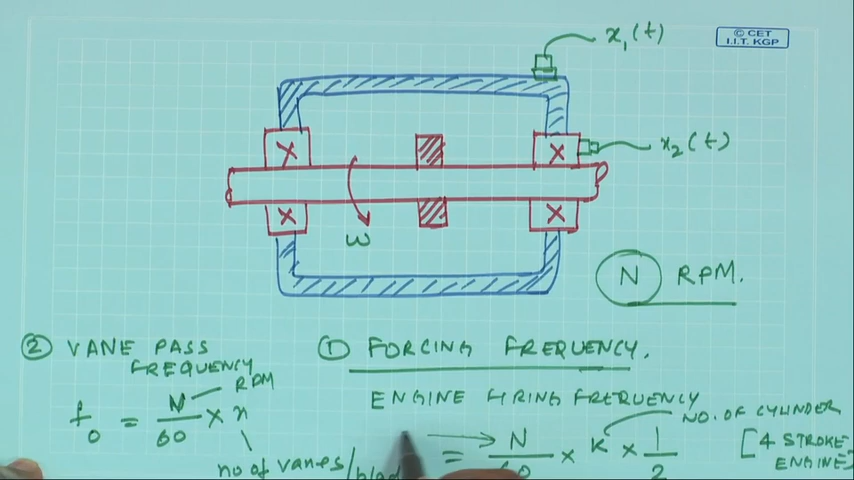 x₁(t)
© CET
I.I.T. KGP
x₂(t)
ω
N RPM.
② VANE PASS
FREQUENCY
RPM
f₀ = N/60 × n
no of vanes/blad
① FORCING FREQUENCY.
ENGINE FIRING FREQUENCY
NO. OF CYLINDER
= N/60 × K × 1/2
[4 STROKE
ENGINE]